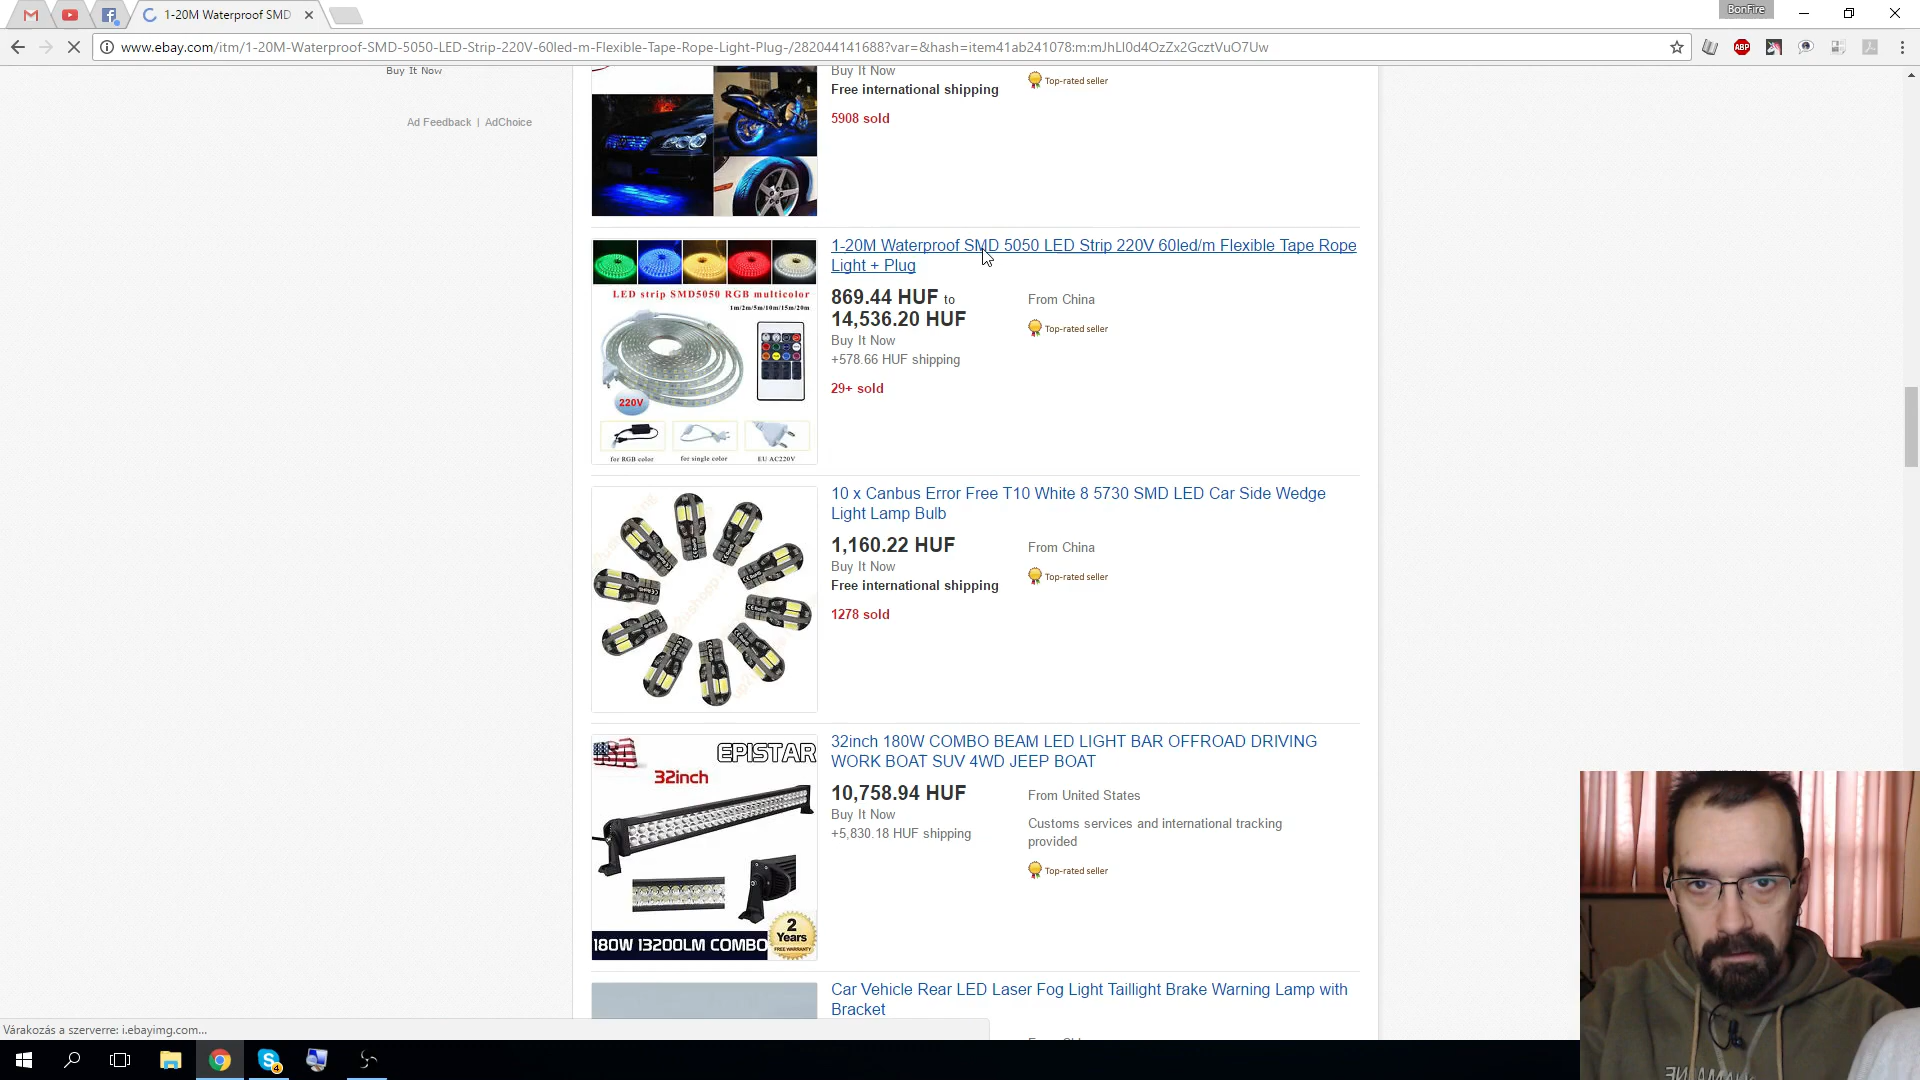 BonFire
1-20M Waterproof SMD
www.ebay.com/itm/1-20M-Waterproof-SMD-5050-LED-Strip-220V-60led-m-Flexible-Tape-Rope-Light-Plug-/282044141688?var=&hash=item41ab241078:m:mJhLl0d4OzZx2GcztVuO7Uw
ABP
Buy It Now
Ad Feedback | AdChoice
Buy It Now
Free international shipping
Top-rated seller
5908 sold
1-20M Waterproof SMD 5050 LED Strip 220V 60led/m Flexible Tape Rope
Light + Plug
869.44 HUF to
14,536.20 HUF
Buy It Now
+578.66 HUF shipping
29+ sold
From China
Top-rated seller
LED strip SMD5050 RGB multicolor
1m/2m/5m/10m/15m/20m
220V
for RGB color
for single color
EU AC220V
10 x Canbus Error Free T10 White 8 5730 SMD LED Car Side Wedge
Light Lamp Bulb
1,160.22 HUF
Buy It Now
Free international shipping
1278 sold
From China
Top-rated seller
32inch 180W COMBO BEAM LED LIGHT BAR OFFROAD DRIVING
WORK BOAT SUV 4WD JEEP BOAT
10,758.94 HUF
Buy It Now
+5,830.18 HUF shipping
From United States
Customs services and international tracking
provided
Top-rated seller
EPISTAR
32inch
2
Years
FREE WARRANTY
180W 13200LM COMBO
Car Vehicle Rear LED Laser Fog Light Taillight Brake Warning Lamp with
Bracket
Várakozás a szerverre: i.ebayimg.com...
4